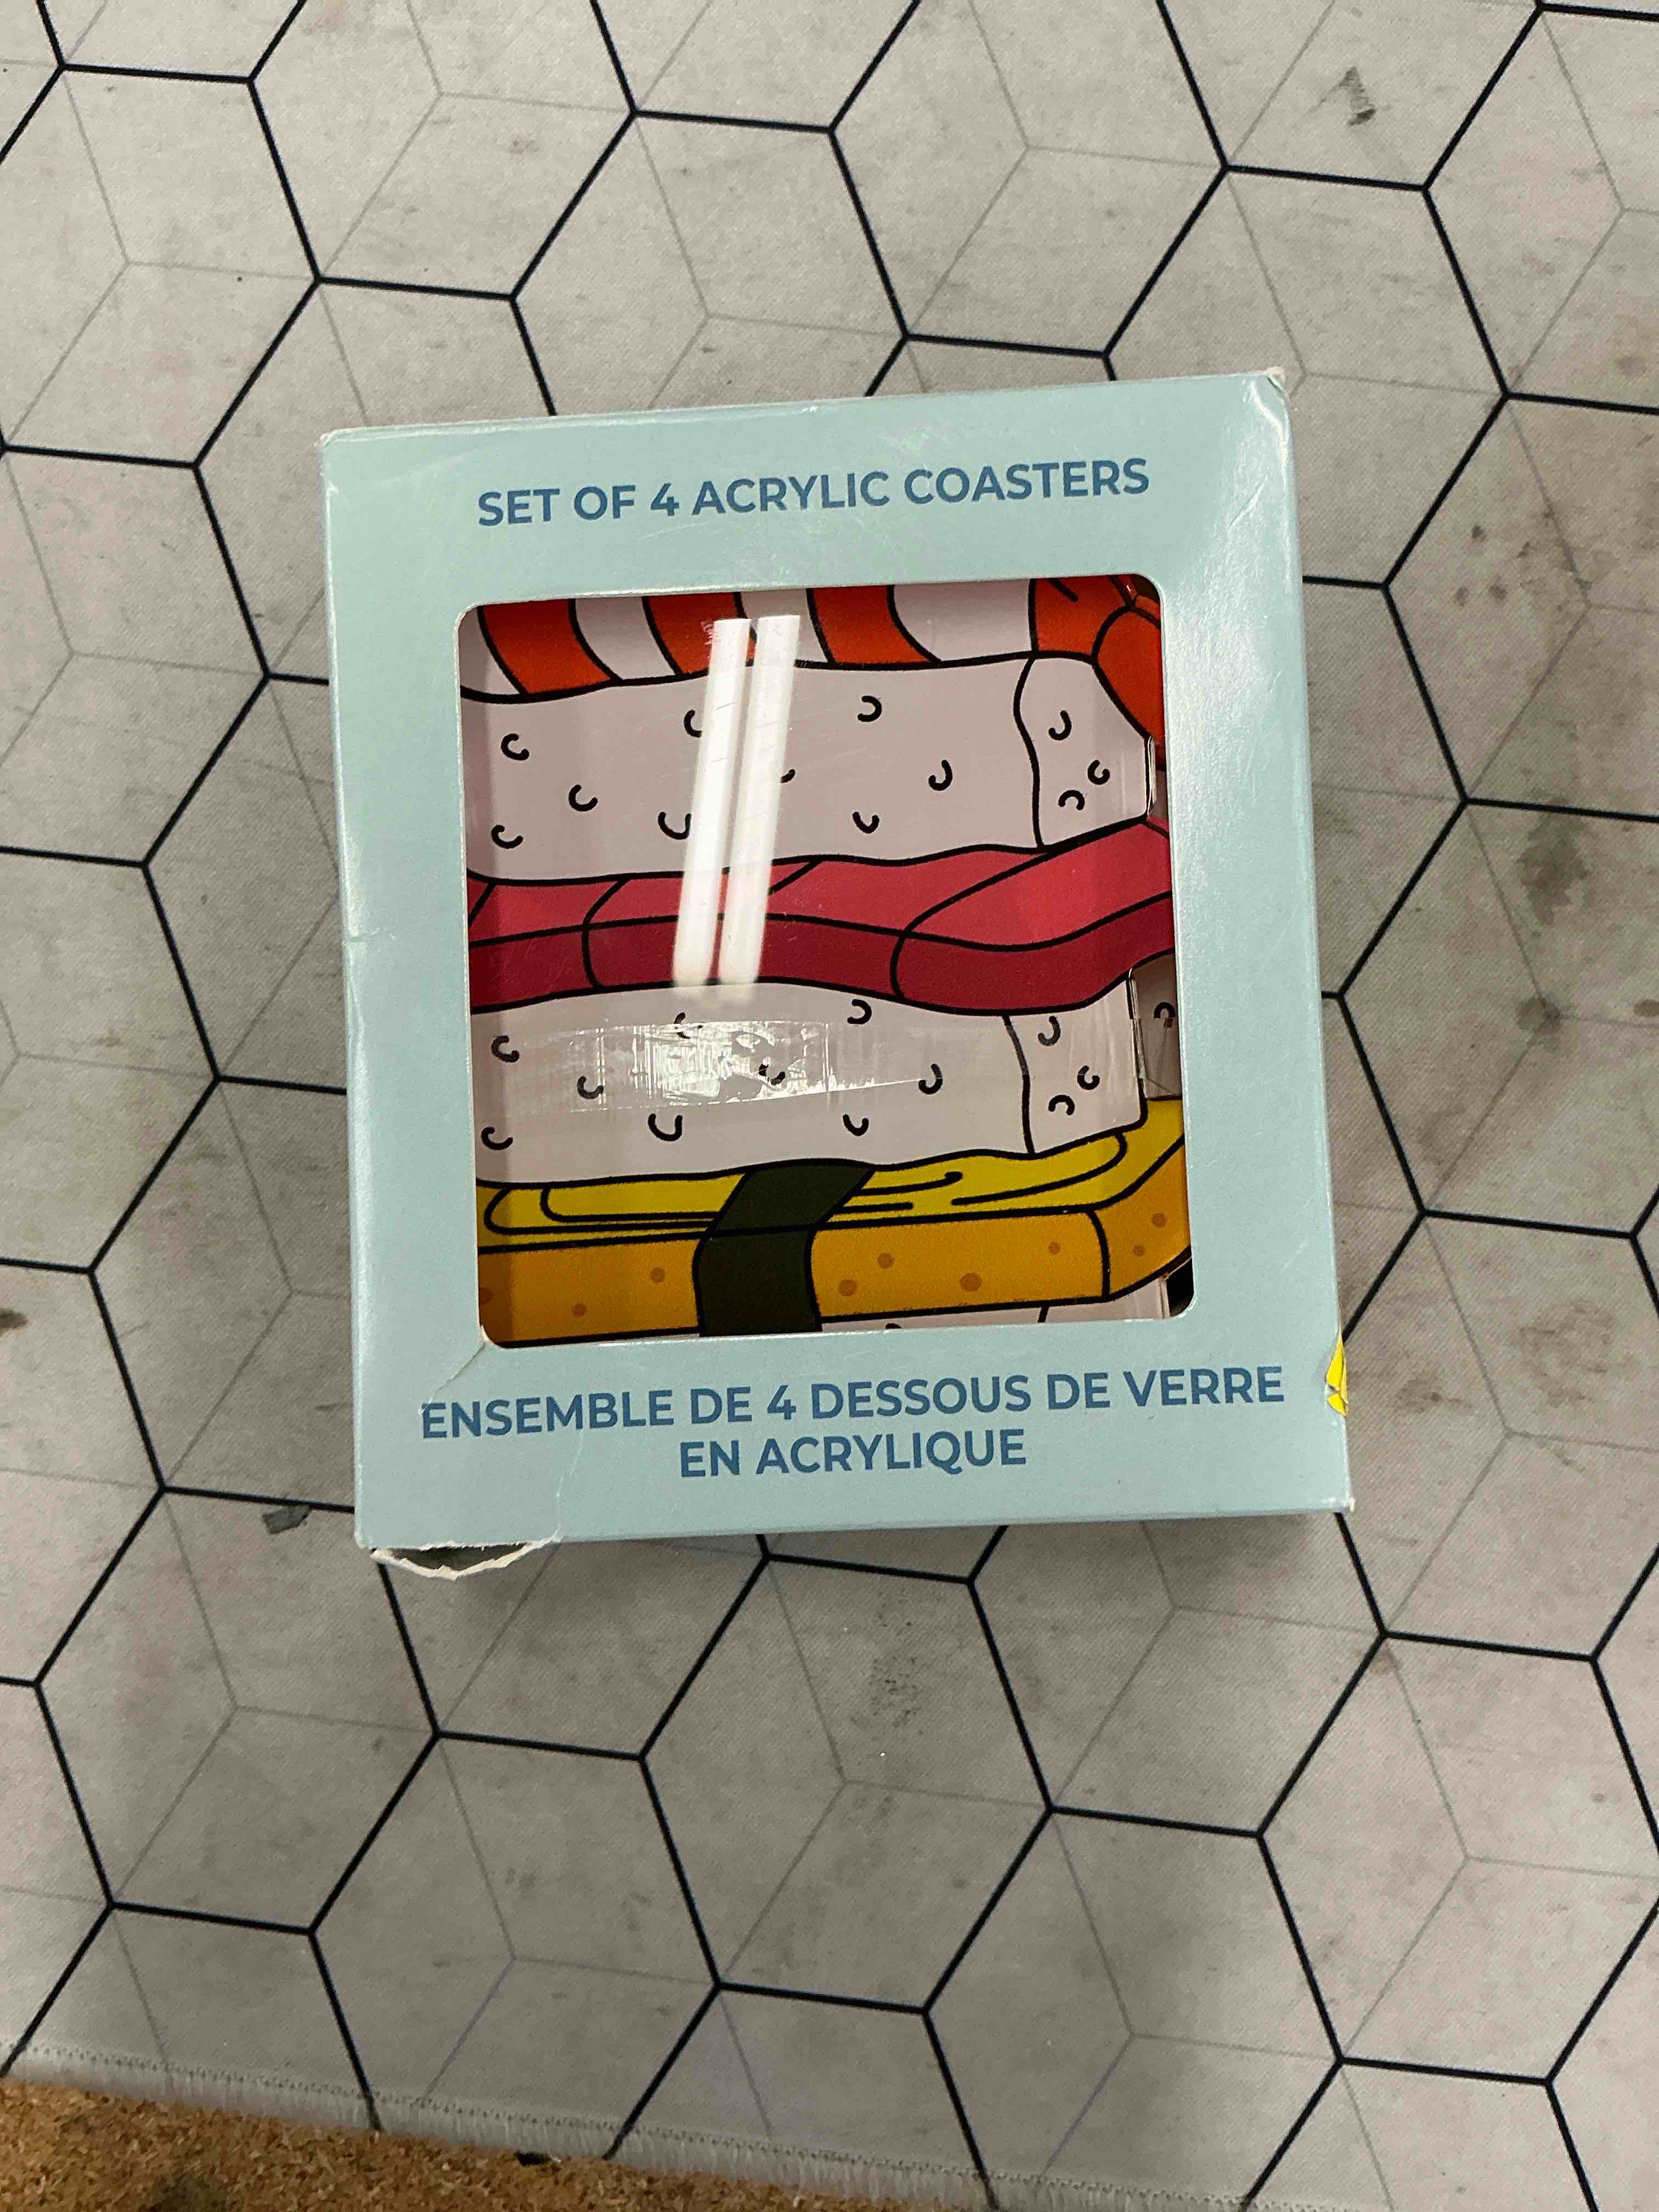 SET OF 4 ACRYLIC COASTERS
ENSEMBLE DE 4 DESSOUS DE VERRE
EN ACRYLIQUE